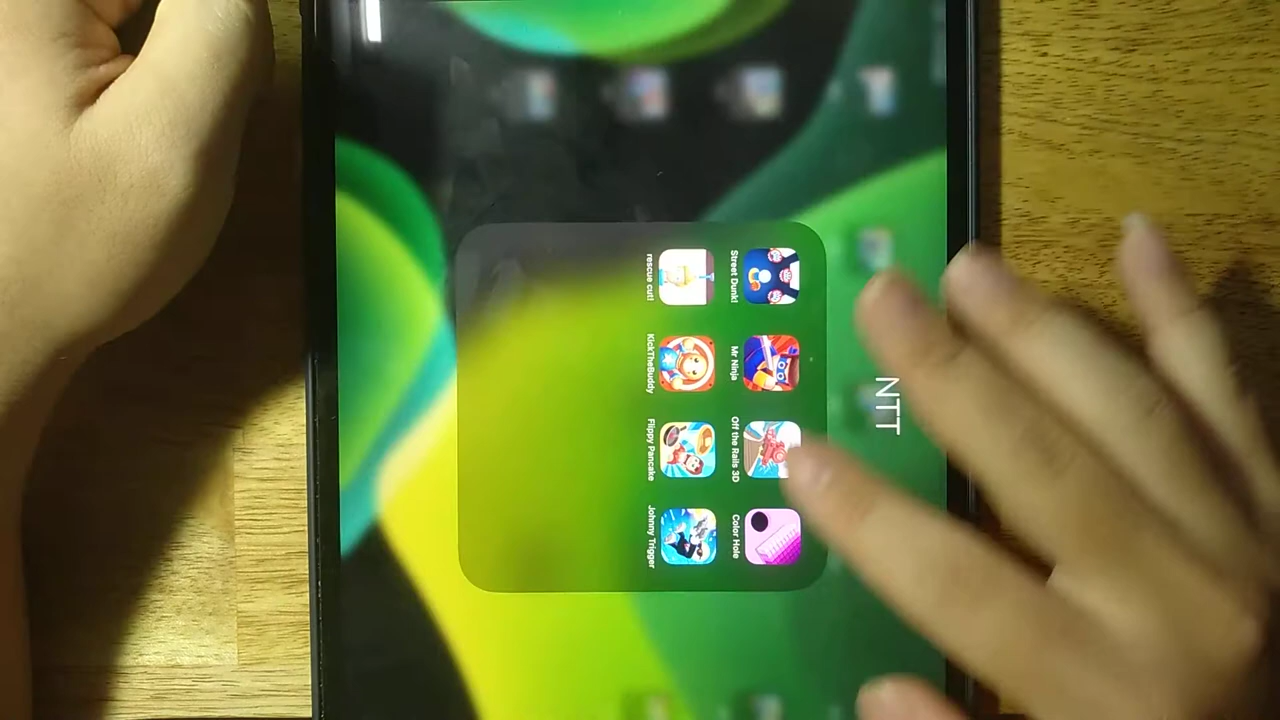 NTT
Street Dunk!
Mr Ninja
Off the Rails 3D
Color Hole
rescue cut!
KickTheBuddy
Flippy Pancake
Johnny Trigger